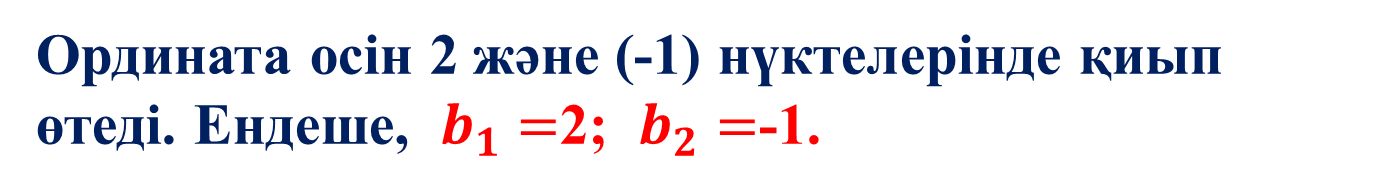 Ордината осін 2 және (-1) нүктелерінде қиып
өтеді. Ендеше, b₁ =2; b₂ =-1.